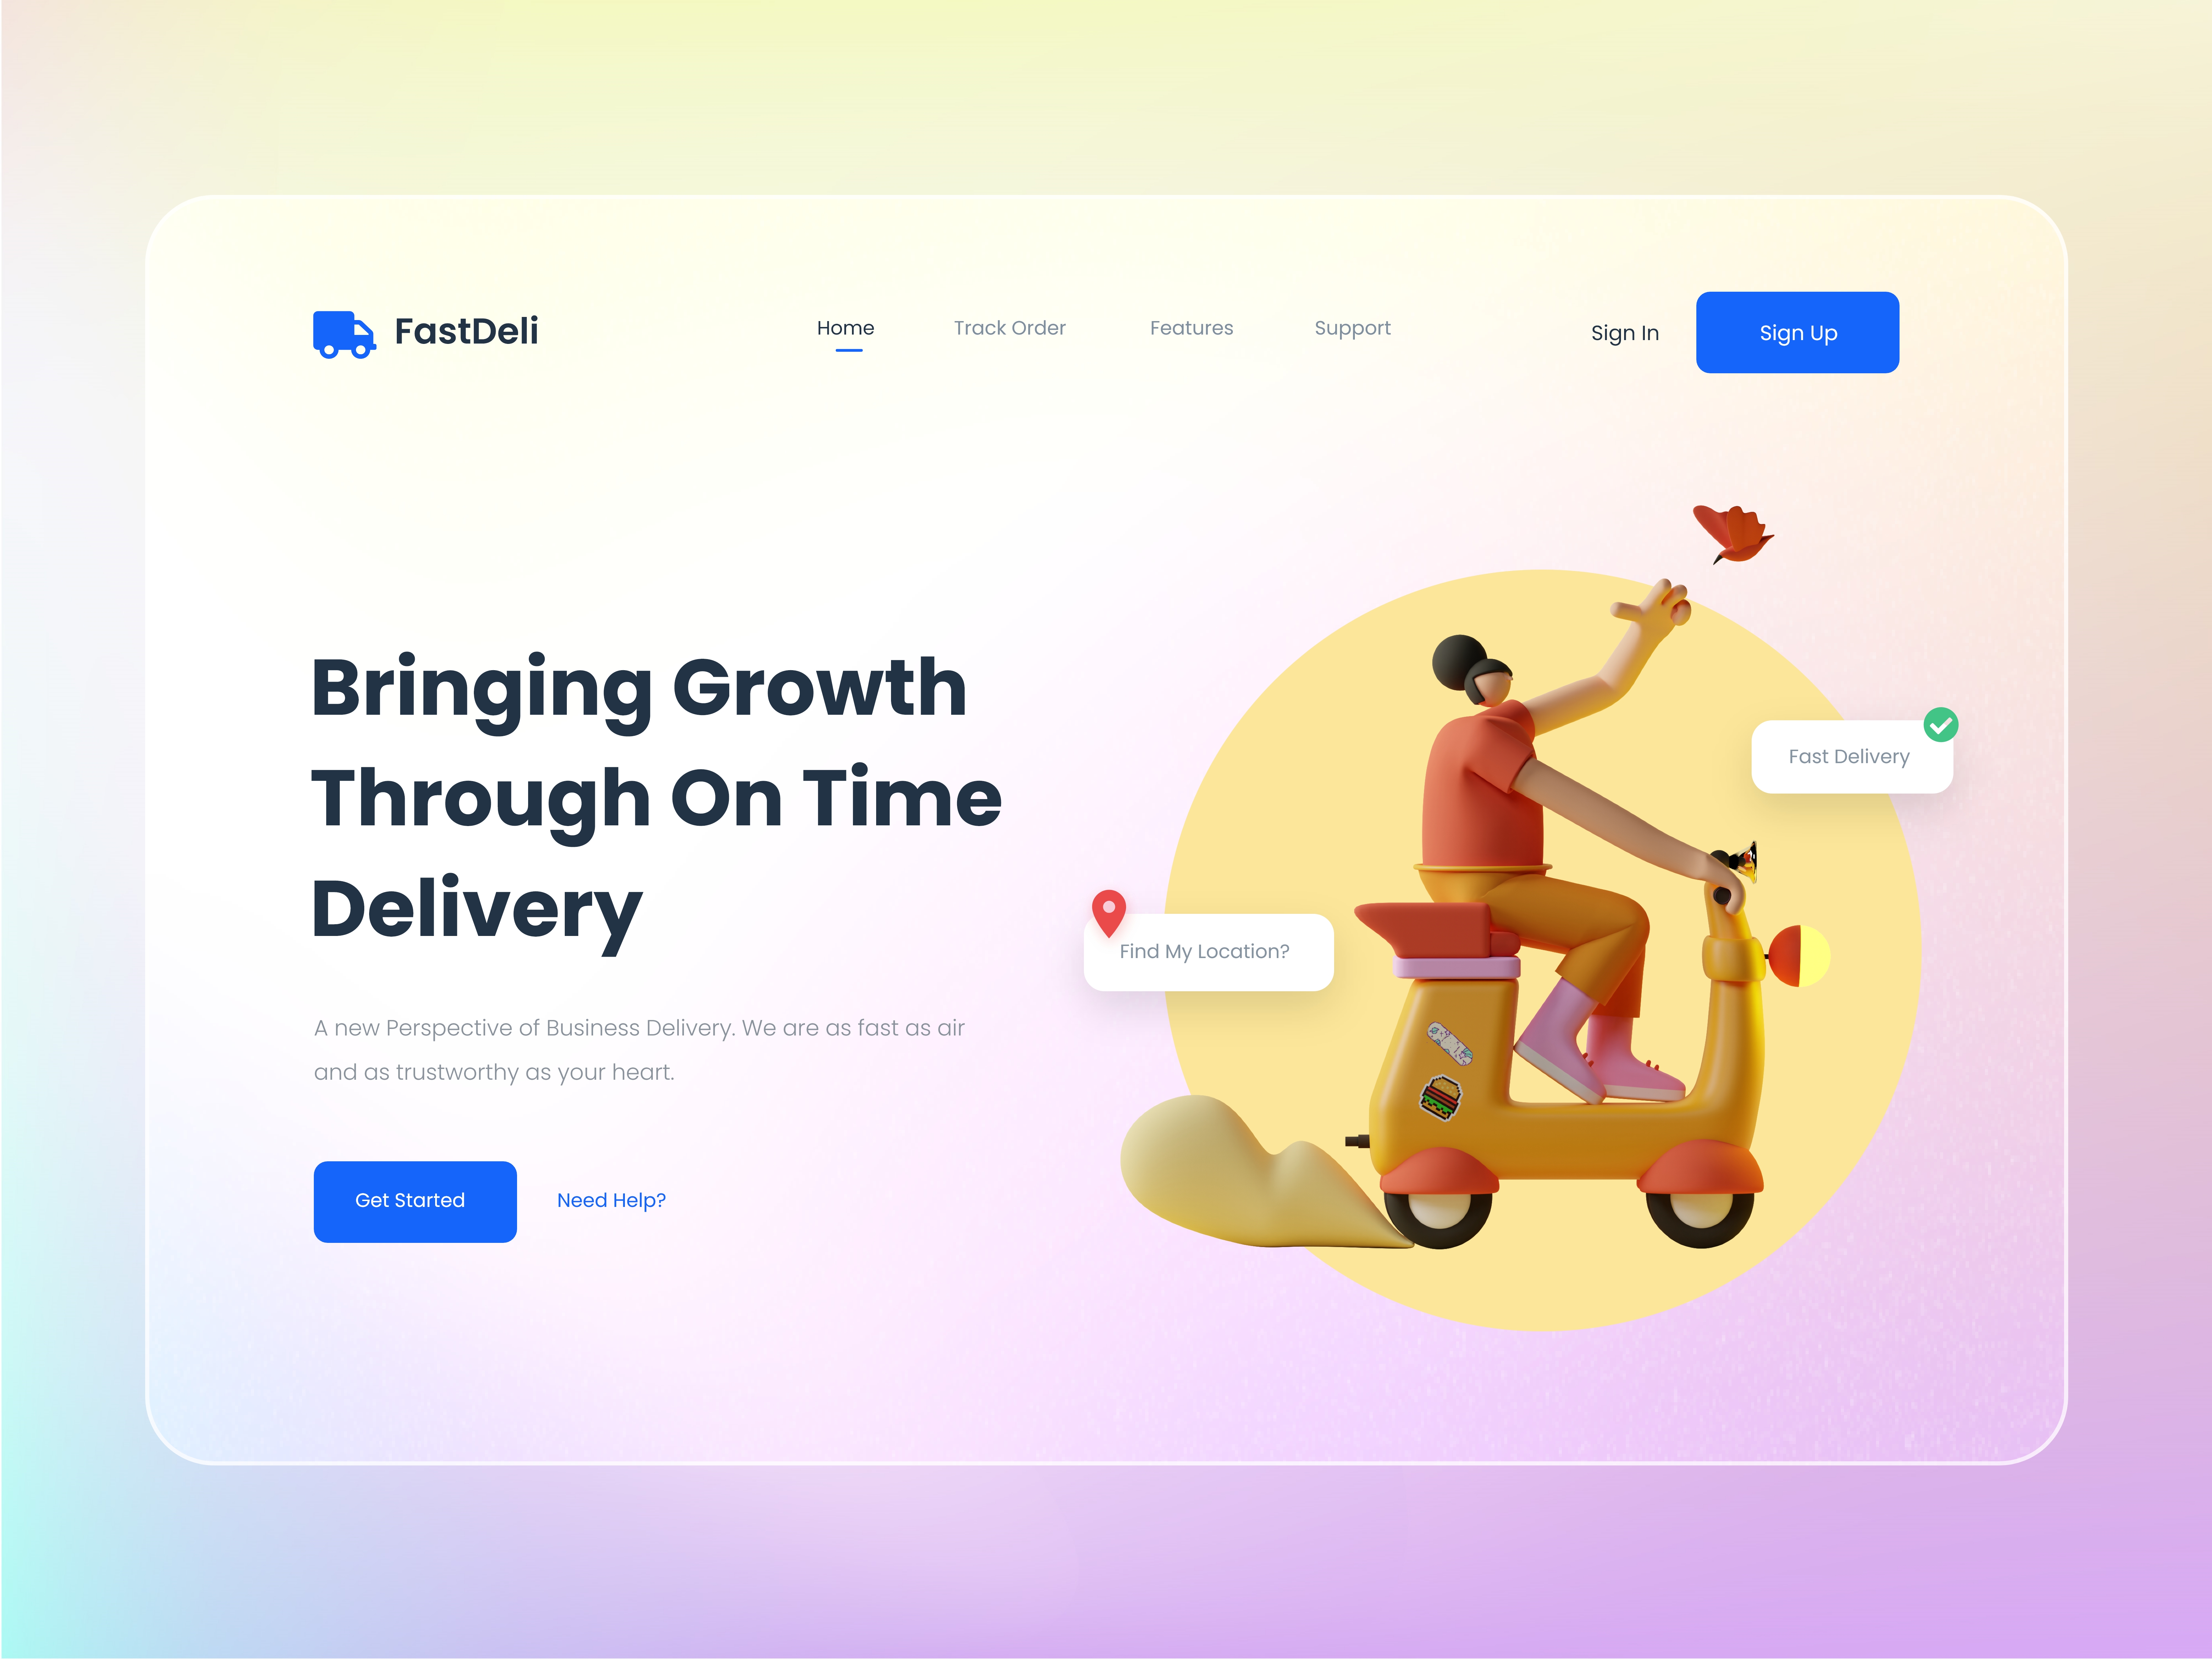 FastDeli
Home
Track Order
Features
Support
Sign In
Sign Up
Bringing Growth
Through On Time
Delivery
A new Perspective of Business Delivery. We are as fast as air
and as trustworthy as your heart.
Get Started
Need Help?
Fast Delivery
Find My Location?